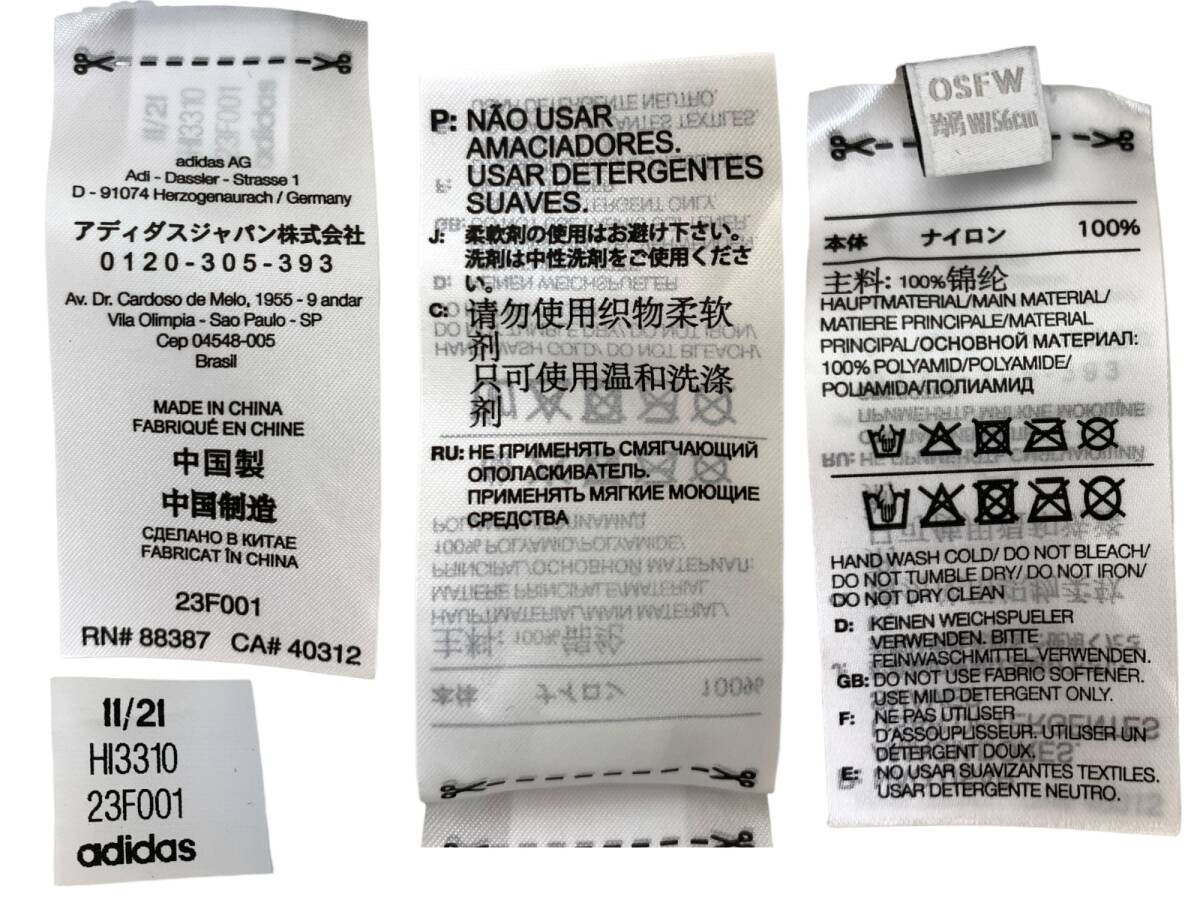 adidas AG
Adi - Dassler - Strasse 1
D - 91074 Herzogenaurach / Germany
アディダスジャパン株式会社
0120-305-393
Av. Dr. Cardoso de Melo, 1955 - 9 andar
Vila Olimpia - Sao Paulo - SP
Cep 04548-005
Brasil
MADE IN CHINA
FABRIQUÉ EN CHINE
中国製
中国制造
СДЕЛАНО В КИТАЕ
FABRICAT ÎN CHINA
23F001
RN# 88387 CA# 40312
11/21
HI3310
23F001
adidas
P: NÃO USAR
AMACIADORES.
USAR DETERGENTES
SUAVES.
J: 柔軟剤の使用はお避け下さい。
洗剤は中性洗剤をご使用くださ
い。
C: 请勿使用织物柔软
剂
只可使用温和洗涤
剂
RU: НЕ ПРИМЕНЯТЬ СМЯГЧАЮЩИЙ
ОПОЛАСКИВАТЕЛЬ.
ПРИМЕНЯТЬ МЯГКИЕ МОЮЩИЕ
СРЕДСТВА
OSFW
均码 W/56cm
本体 ナイロン 100%
主料: 100%锦纶
HAUPTMATERIAL/MAIN MATERIAL/
MATIERE PRINCIPALE/MATERIAL
PRINCIPAL/ОСНОВНОЙ МАТЕРИАЛ:
100% POLYAMID/POLYAMIDE/
POLIAMIDA/ПОЛИАМИД
HAND WASH COLD/ DO NOT BLEACH/
DO NOT TUMBLE DRY/ DO NOT IRON/
DO NOT DRY CLEAN
D: KEINEN WEICHSPUELER
VERWENDEN. BITTE
FEINWASCHMITTEL VERWENDEN.
GB: DO NOT USE FABRIC SOFTENER.
USE MILD DETERGENT ONLY.
F: NE PAS UTILISER
D'ASSOUPLISSEUR. UTILISER UN
DÉTERGENT DOUX.
E: NO USAR SUAVIZANTES TEXTILES.
USAR DETERGENTE NEUTRO.